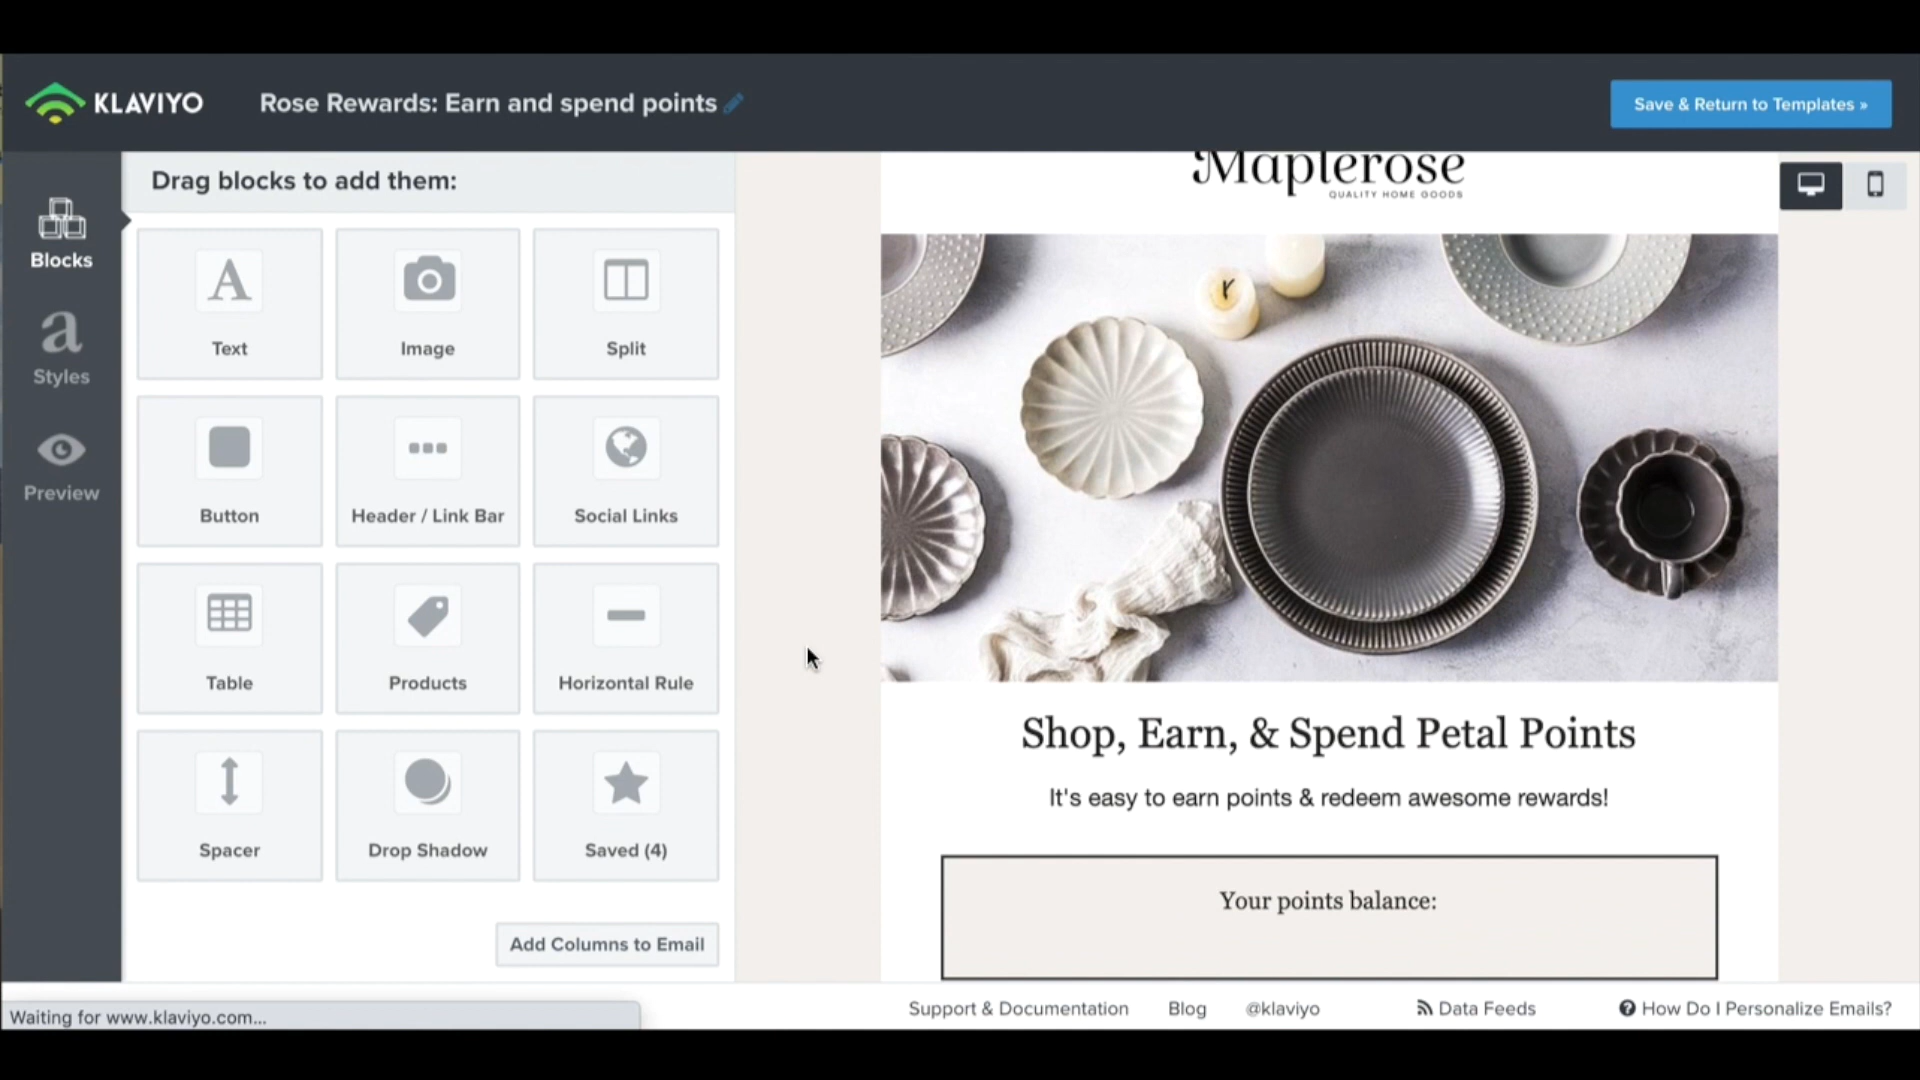 KLAVIYO
Rose Rewards: Earn and spend points
Save & Return to Templates »
Blocks
Styles
Preview
Drag blocks to add them:
Text
Image
Split
Button
Header / Link Bar
Social Links
Table
Products
Horizontal Rule
Spacer
Drop Shadow
Saved (4)
Add Columns to Email
Maplerose
QUALITY HOME GOODS
Shop, Earn, & Spend Petal Points
It's easy to earn points & redeem awesome rewards!
Your points balance:
Waiting for www.klaviyo.com...
Support & Documentation
Blog
@klaviyo
Data Feeds
How Do I Personalize Emails?